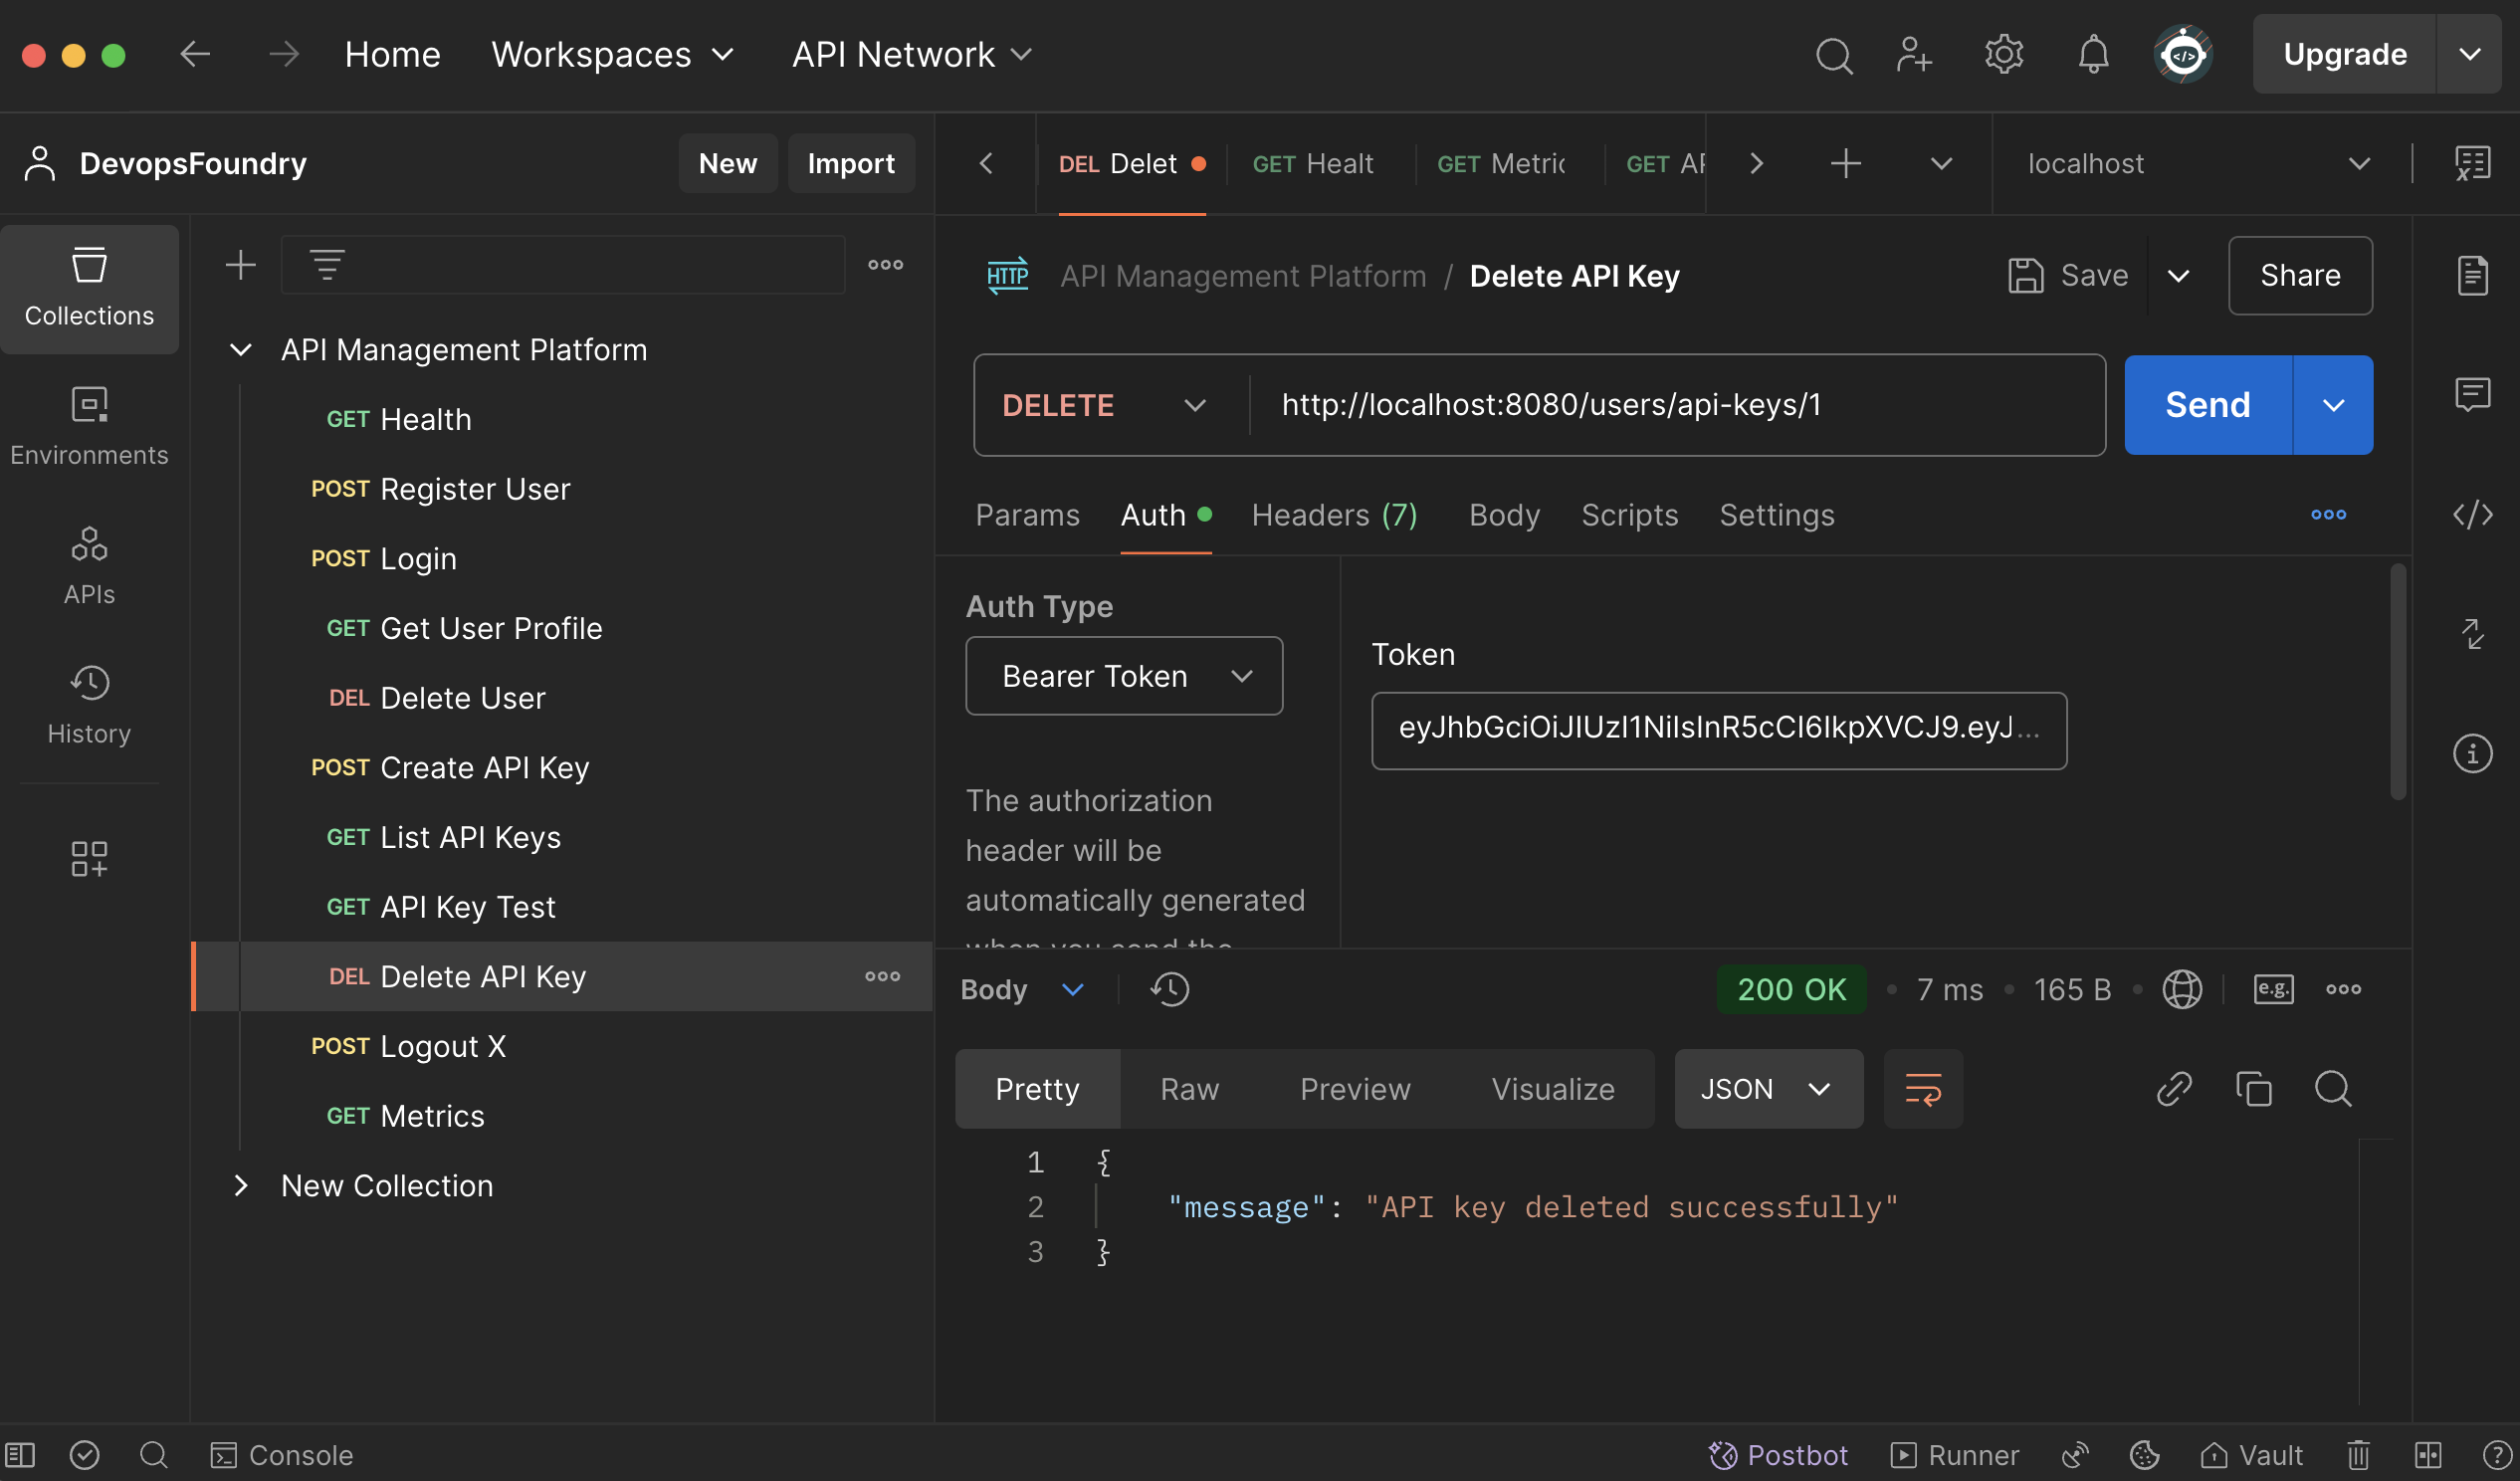 Home Workspaces API Network Upgrade
DevopsFoundry New Import
DEL Delet GET Healt GET Metric GET AP localhost
Collections
Environments
APIs
History
API Management Platform
GET Health
POST Register User
POST Login
GET Get User Profile
DEL Delete User
POST Create API Key
GET List API Keys
GET API Key Test
DEL Delete API Key
POST Logout X
GET Metrics
New Collection
HTTP API Management Platform / Delete API Key Save Share
DELETE http://localhost:8080/users/api-keys/1 Send
Params Auth Headers (7) Body Scripts Settings
Auth Type
Bearer Token
The authorization
header will be
automatically generated
when you send the
Token
eyJhbGciOiJIUzI1NiIsInR5cCI6IkpXVCJ9.eyJ...
Body 200 OK 7 ms 165 B e.g.
Pretty Raw Preview Visualize JSON
1 {
2 "message": "API key deleted successfully"
3 }
Console Postbot Runner Vault